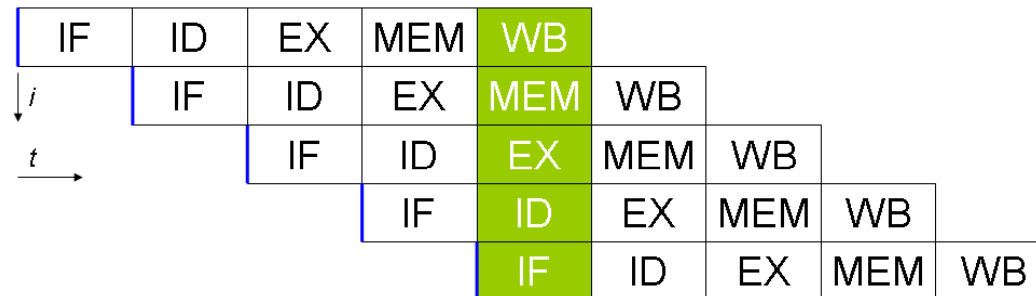 IF ID EX MEM WB
i IF ID EX MEM WB
t IF ID EX MEM WB
IF ID EX MEM WB
IF ID EX MEM WB